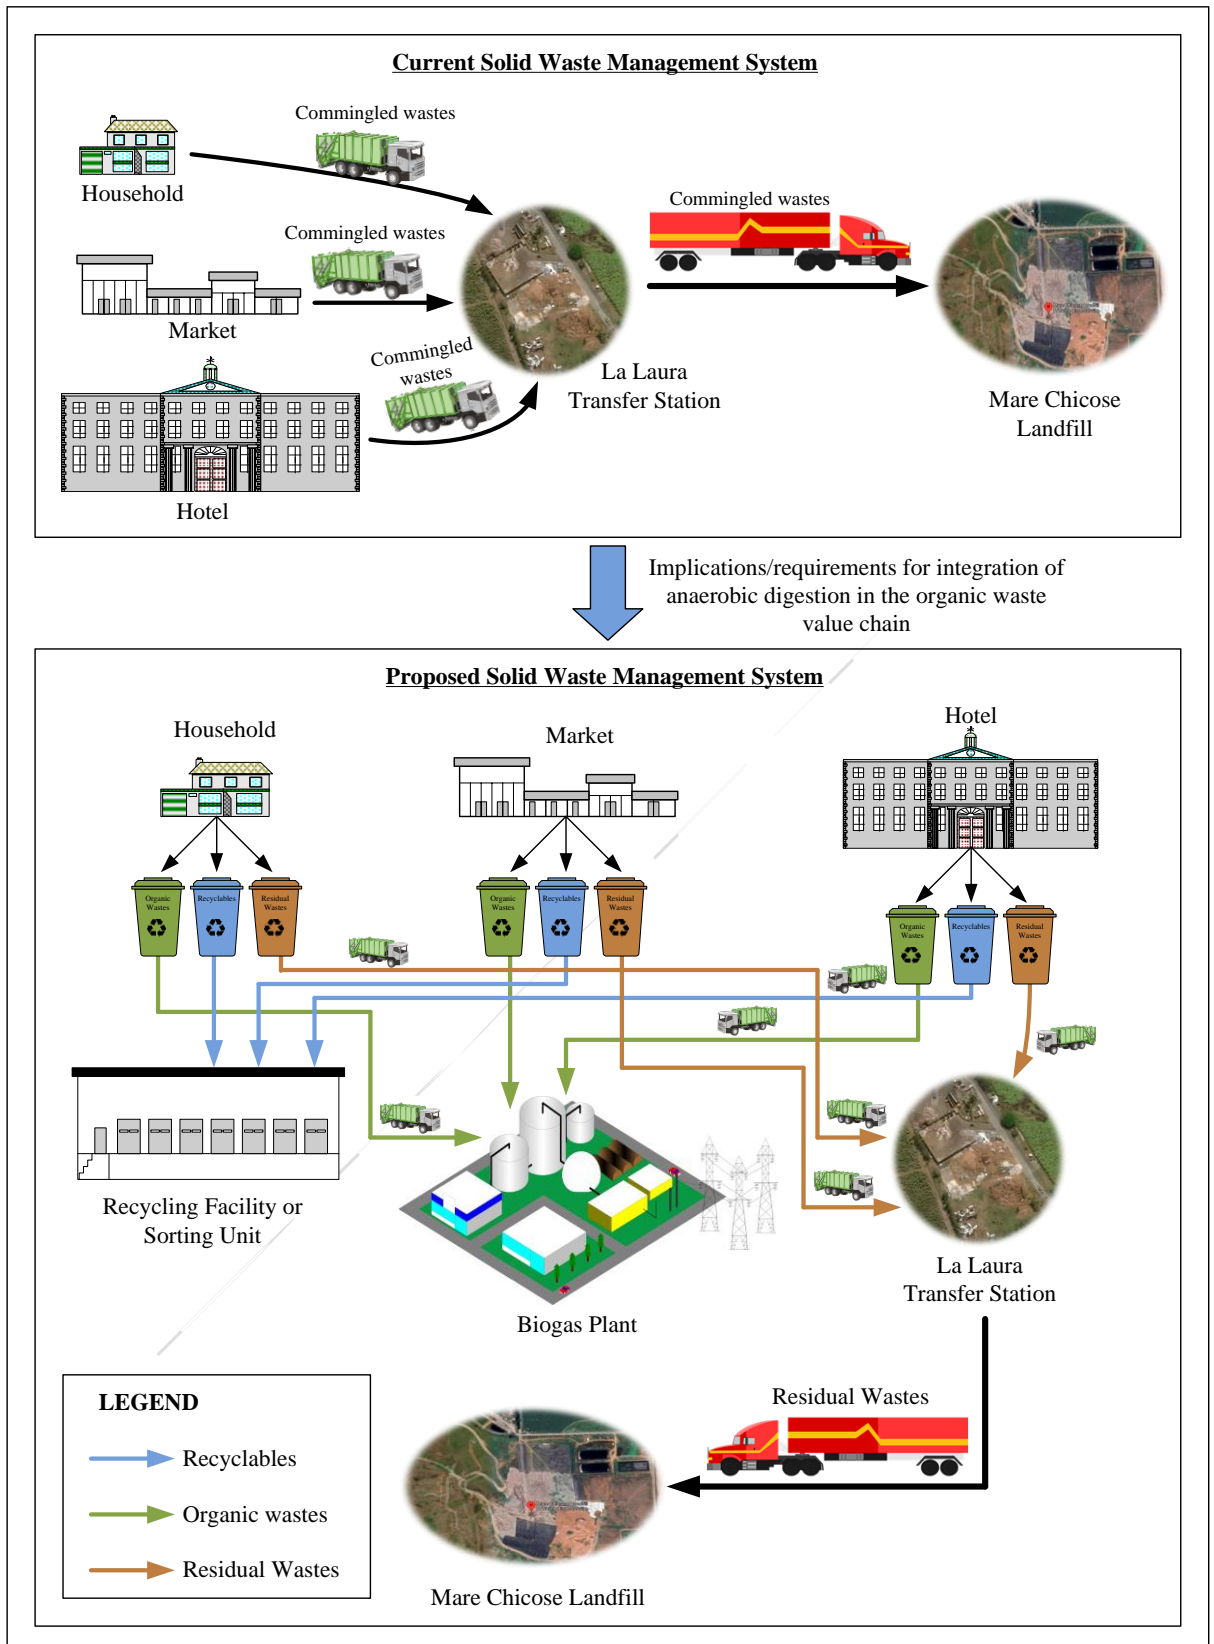 Current Solid Waste Management System
Commingled wastes
Household
Commingled wastes
Market
Commingled
wastes
Hotel
La Laura
Transfer Station
Commingled wastes
Mare Chicose
Landfill
Implications/requirements for integration of
anaerobic digestion in the organic waste
value chain
Proposed Solid Waste Management System
Household
Market
Hotel
Organic
Wastes
Recyclables
Residual
Wastes
Organic
Wastes
Recyclables
Residual
Wastes
Organic
Wastes
Recyclables
Residual
Wastes
Recycling Facility or
Sorting Unit
Biogas Plant
La Laura
Transfer Station
Residual Wastes
Mare Chicose Landfill
LEGEND
Recyclables
Organic wastes
Residual Wastes